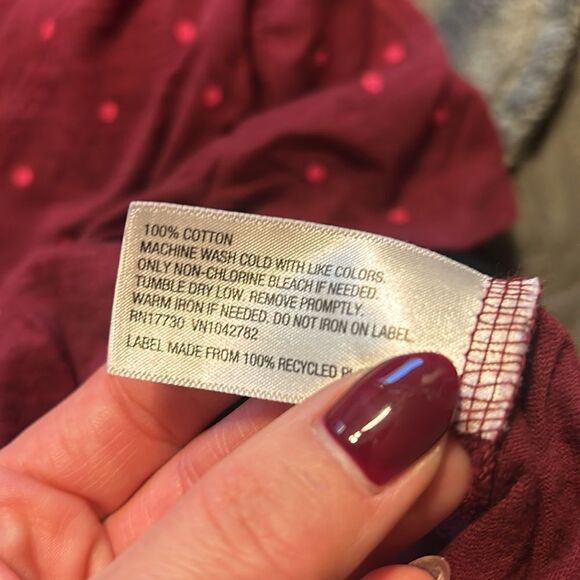 100% COTTON
MACHINE WASH COLD WITH LIKE COLORS.
ONLY NON-CHLORINE BLEACH IF NEEDED.
TUMBLE DRY LOW. REMOVE PROMPTLY.
WARM IRON IF NEEDED. DO NOT IRON ON LABEL.
RN17730 VN1042782
LABEL MADE FROM 100% RECYCLED